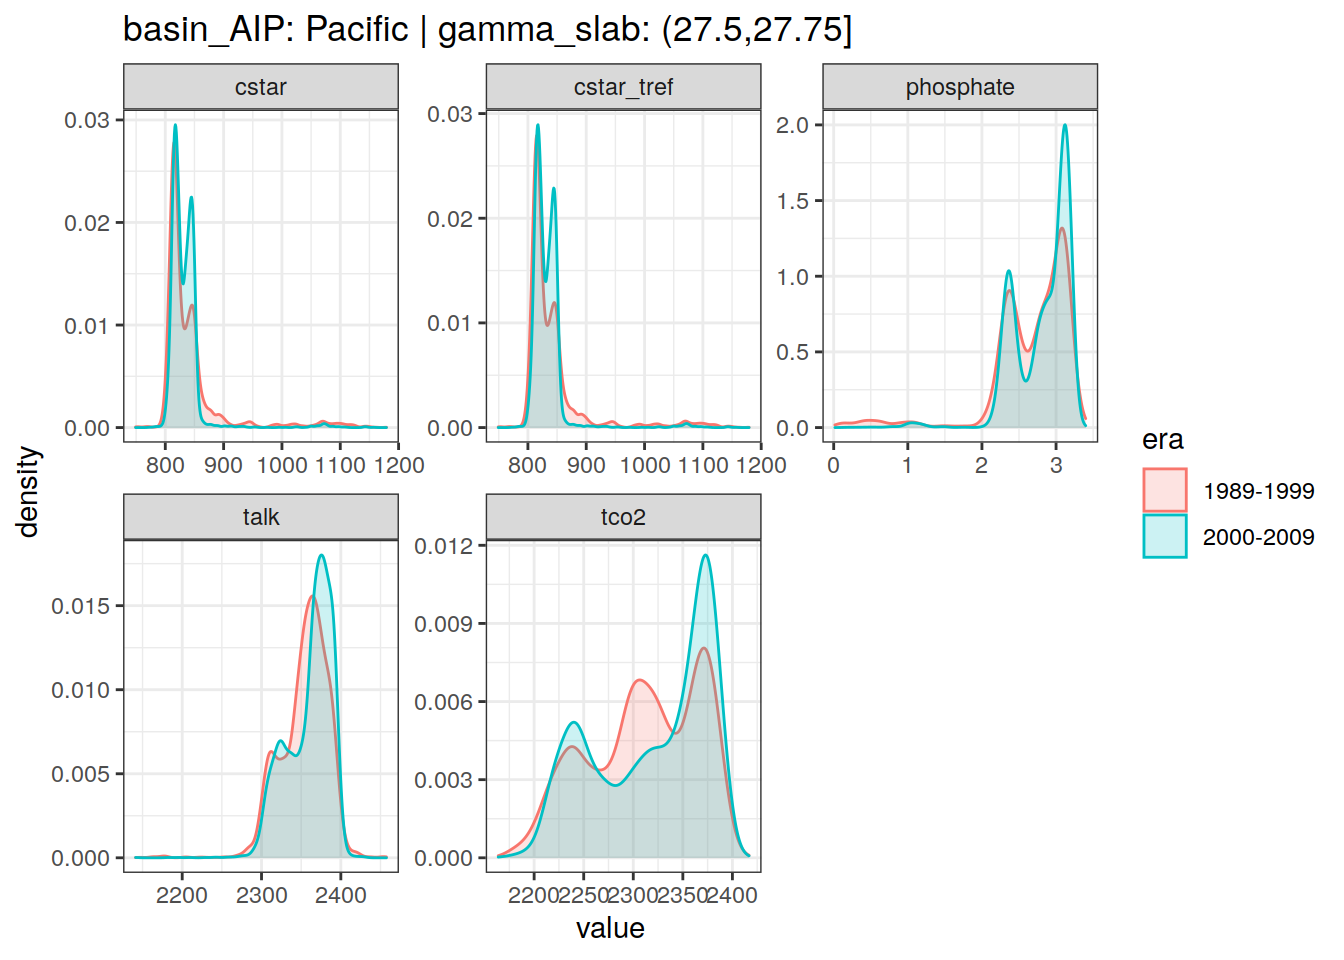 basin_AIP: Pacific | gamma_slab: (27.5,27.75]
cstar
cstar_tref
phosphate
0.03
0.02
0.01
0.00
800 900 1000 1100 1200
0.03
0.02
0.01
0.00
800 900 1000 1100 1200
2.0
1.5
1.0
0.5
0.0
0 1 2 3
density
talk
tco2
0.015
0.010
0.005
0.000
2200 2300 2400
0.012
0.009
0.006
0.003
0.000
2200 2250 2300 2350 2400
value
era
1989-1999
2000-2009